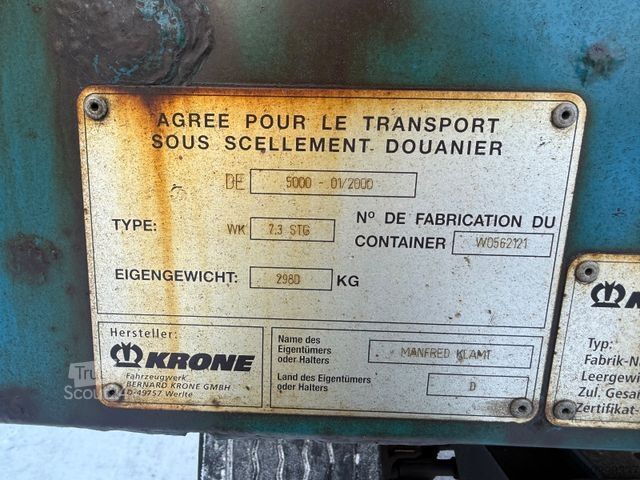 AGREE POUR LE TRANSPORT
SOUS SCELLEMENT DOUANIER
DE 5000 - 01/2000
TYPE: WK 7.3 STG
Nº DE FABRICATION DU
CONTAINER W0562121
EIGENGEWICHT: 2980 KG
Hersteller:
KRONE
Fahrzeugwerk
BERNARD KRONE GMBH
D-49757 Werlte
Name des
Eigentümers
oder Halters
MANFRED KLAMT
Land des Eigentümers
oder Halters
D
Typ:
Fabrik-N
Leergewi
Zul. Gesa
Zertifikat-